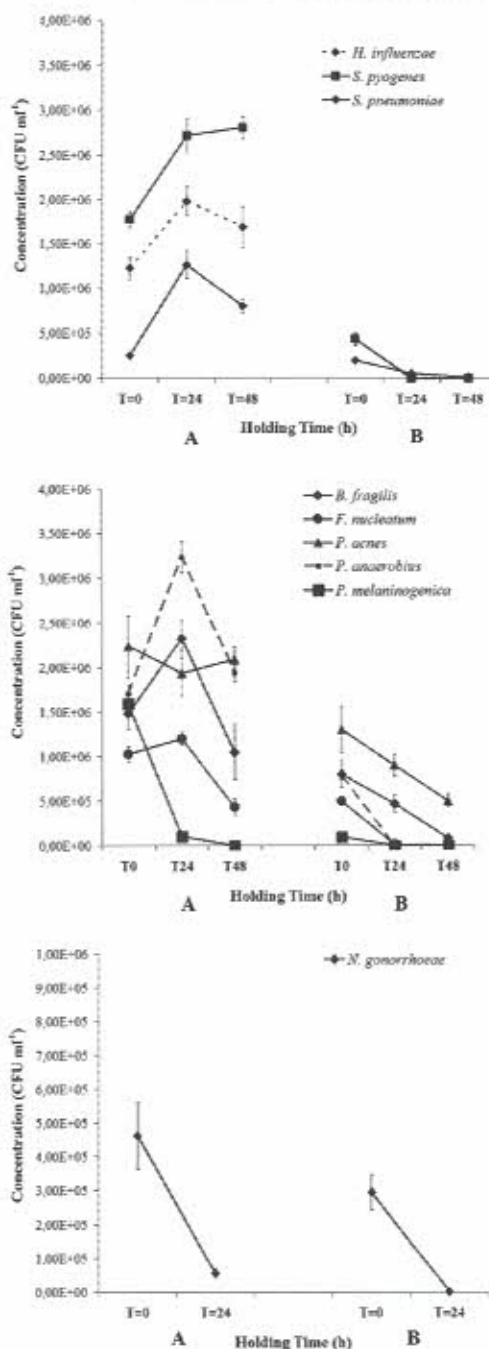 4,00E+06
3,50E+06
3,00E+06
2,50E+06
2,00E+06
1,50E+06
1,00E+06
5,00E+05
0,00E+00
Concentration (CFU ml⁻¹)
H. influenzae
S. pyogenes
S. pneumoniae
T=0 T=24 T=48 T=0 T=24 T=48
A Holding Time (h) B
4,00E+06
3,50E+06
3,00E+06
2,50E+06
2,00E+06
1,50E+06
1,00E+06
5,00E+05
0,00E+00
Concentration (CFU ml⁻¹)
B. fragilis
F. nucleatum
P. acnes
P. anaerobius
P. melaninogenica
T0 T24 T48 T0 T24 T48
A Holding Time (h) B
1,00E+06
9,00E+05
8,00E+05
7,00E+05
6,00E+05
5,00E+05
4,00E+05
3,00E+05
2,00E+05
1,00E+05
0,00E+00
Concentration (CFU ml⁻¹)
N. gonorrhoeae
T=0 T=24 T=0 T=24
A Holding Time (h) B